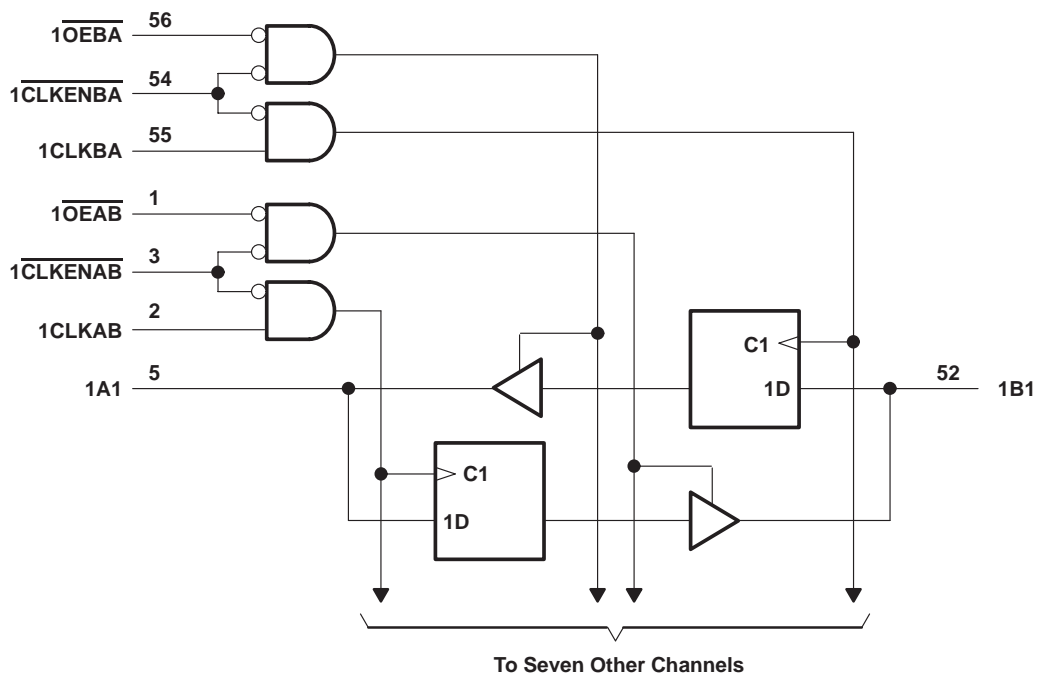 56
1OEBA
54
1CLKENBA
55
1CLKBA
1
1OEAB
3
1CLKENAB
2
1CLKAB
C1
5
1A1
1D
52
1B1
C1
1D
To Seven Other Channels